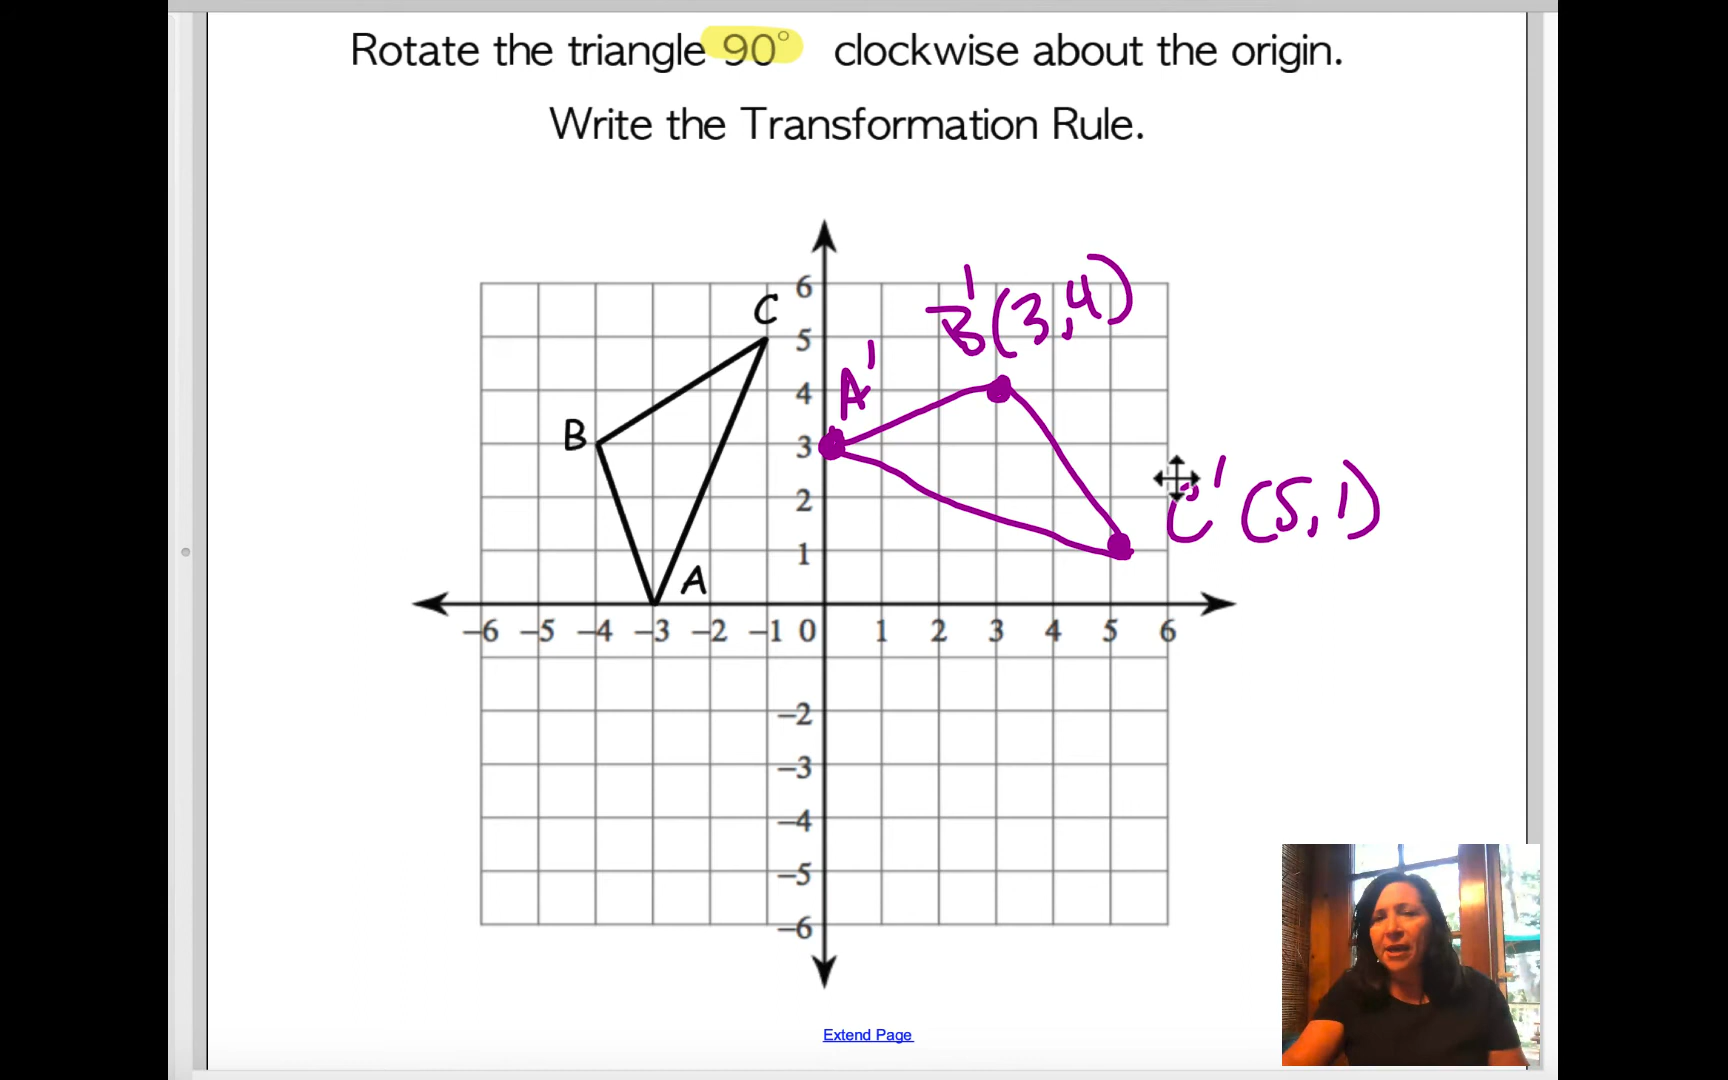 Rotate the triangle 90° clockwise about the origin.
Write the Transformation Rule.
6
C
B'(3,4)
5
A'
4
B
3
C'(5,1)
2
1
A
−6 −5 −4 −3 −2 −1 0 1 2 3 4 5 6
−2
−3
−4
−5
−6
Extend Page